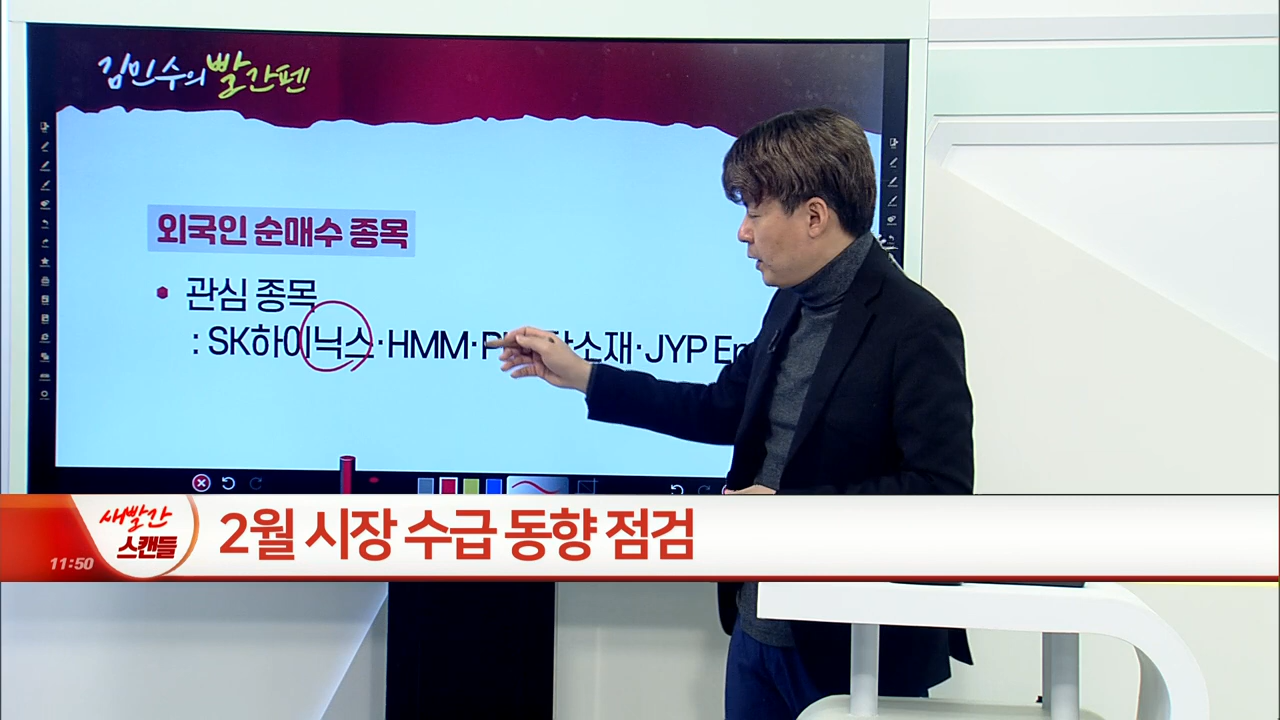 김민수의 빨간펜
외국인 순매수 종목
• 관심 종목
: SK하이닉스·HMM· 소재·JYP
새빨간
스캔들
11:50
2월 시장 수급 동향 점검